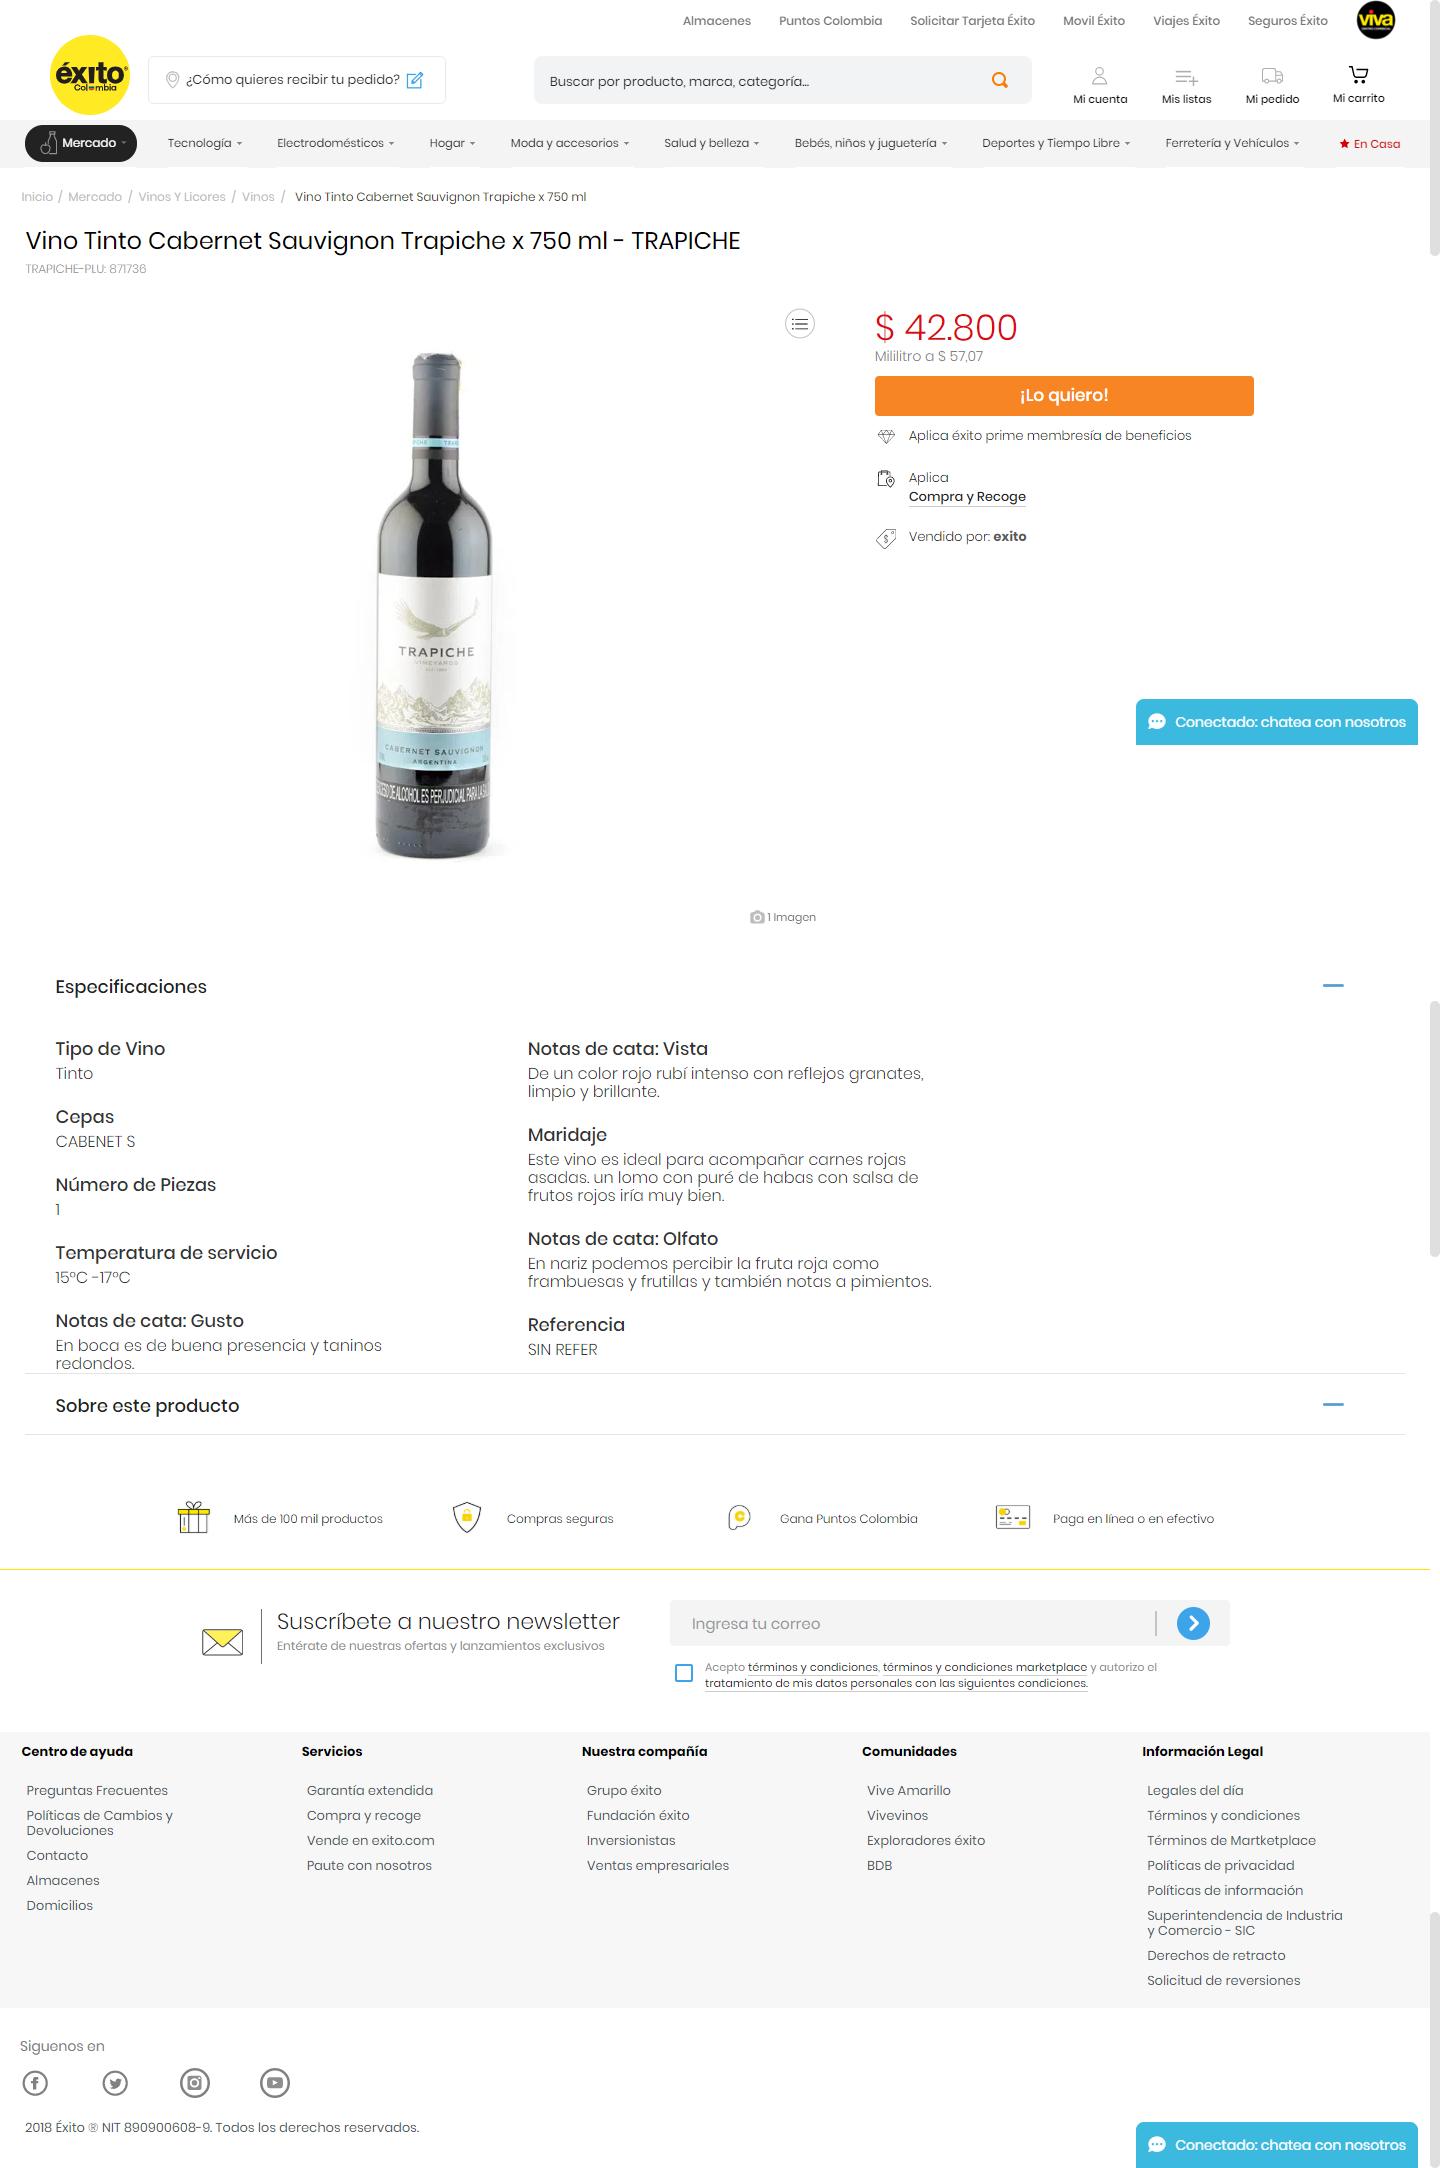 Almacenes Puntos Colombia Solicitar Tarjeta Éxito Movil Éxito Viajes Éxito Seguros Éxito viva
éxito
Colombia
¿Cómo quieres recibir tu pedido?
Buscar por producto, marca, categoría...
Mi cuenta Mis listas Mi pedido Mi carrito
Mercado Tecnología Electrodomésticos Hogar Moda y accesorios Salud y belleza Bebés, niños y juguetería Deportes y Tiempo Libre Ferretería y Vehículos En Casa
Inicio / Mercado / Vinos Y Licores / Vinos / Vino Tinto Cabernet Sauvignon Trapiche x 750 ml
Vino Tinto Cabernet Sauvignon Trapiche x 750 ml - TRAPICHE
TRAPICHE-PLU: 871736
$ 42.800
Mililitro a $ 57,07
¡Lo quiero!
Aplica éxito prime membresía de beneficios
Aplica
Compra y Recoge
Vendido por: exito
TRAPICHE
VINEYARDS
CABERNET SAUVIGNON
ARGENTINA
DE ALCOHOL ES PERJUDICIAL PARA LA
Conectado: chatea con nosotros
1 Imagen
Especificaciones
Tipo de Vino
Tinto
Cepas
CABENET S
Número de Piezas
1
Temperatura de servicio
15°C -17°C
Notas de cata: Gusto
En boca es de buena presencia y taninos
redondos.
Notas de cata: Vista
De un color rojo rubí intenso con reflejos granates,
limpio y brillante.
Maridaje
Este vino es ideal para acompañar carnes rojas
asadas. un lomo con puré de habas con salsa de
frutos rojos iría muy bien.
Notas de cata: Olfato
En nariz podemos percibir la fruta roja como
frambuesas y frutillas y también notas a pimientos.
Referencia
SIN REFER
Sobre este producto
Más de 100 mil productos
Compras seguras
Gana Puntos Colombia
Paga en línea o en efectivo
Suscríbete a nuestro newsletter
Entérate de nuestras ofertas y lanzamientos exclusivos
Ingresa tu correo
Acepto términos y condiciones, términos y condiciones marketplace y autorizo el
tratamiento de mis datos personales con las siguientes condiciones.
Centro de ayuda
Preguntas Frecuentes
Políticas de Cambios y
Devoluciones
Contacto
Almacenes
Domicilios
Servicios
Garantía extendida
Compra y recoge
Vende en exito.com
Paute con nosotros
Nuestra compañía
Grupo éxito
Fundación éxito
Inversionistas
Ventas empresariales
Comunidades
Vive Amarillo
Vivevinos
Exploradores éxito
BDB
Información Legal
Legales del día
Términos y condiciones
Términos de Martketplace
Políticas de privacidad
Políticas de información
Superintendencia de Industria
y Comercio - SIC
Derechos de retracto
Solicitud de reversiones
Siguenos en
2018 Éxito ® NIT 890900608-9. Todos los derechos reservados.
Conectado: chatea con nosotros